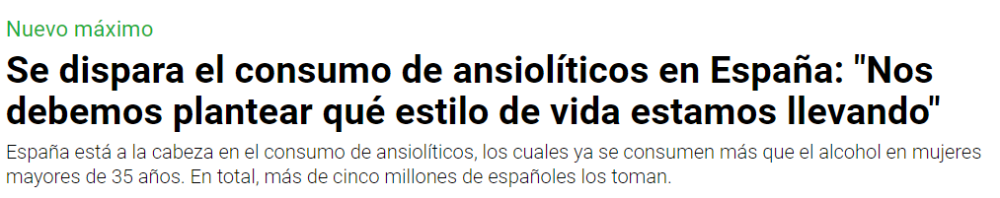 Nuevo máximo
Se dispara el consumo de ansiolíticos en España: "Nos
debemos plantear qué estilo de vida estamos llevando"
España está a la cabeza en el consumo de ansiolíticos, los cuales ya se consumen más que el alcohol en mujeres
mayores de 35 años. En total, más de cinco millones de españoles los toman.